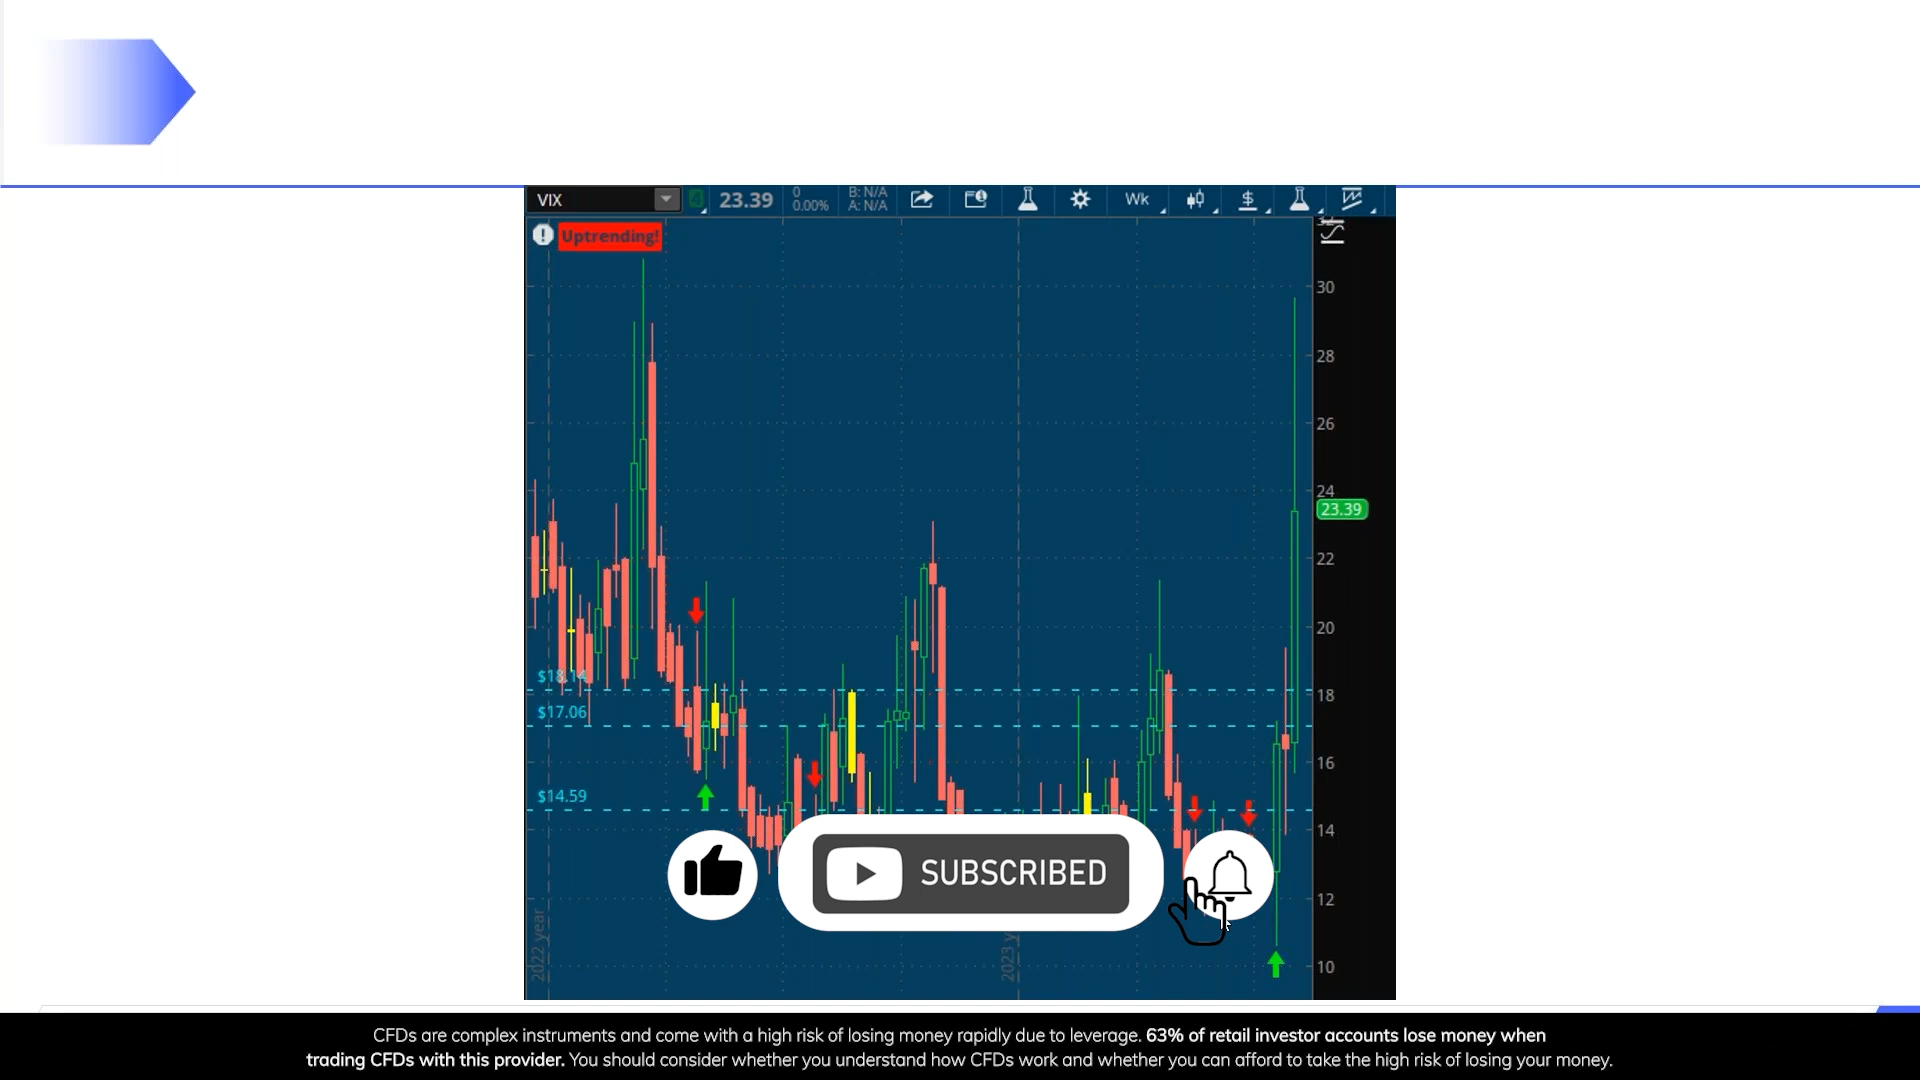 VIX 23.39 0 B: N/A Wk $
0.00% A: N/A
Uptrending!
30
28
26
24
23.39
22
20
$18.14
18
$17.06
16
$14.59
14
SUBSCRIBED
12
2022 year
10
CFDs are complex instruments and come with a high risk of losing money rapidly due to leverage. 63% of retail investor accounts lose money when
trading CFDs with this provider. You should consider whether you understand how CFDs work and whether you can afford to take the high risk of losing your money.